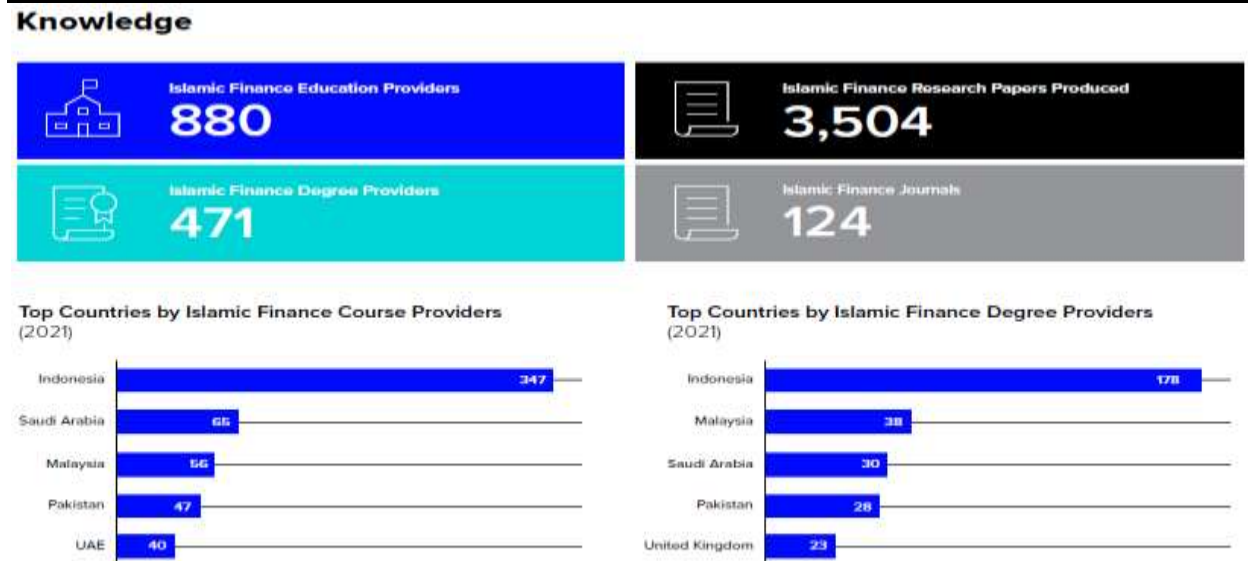 Knowledge
Islamic Finance Education Providers
880
Islamic Finance Research Papers Produced
3,504
Islamic Finance Degree Providers
471
Islamic Finance Journals
124
Top Countries by Islamic Finance Course Providers
(2021)
Indonesia 347
Saudi Arabia
Malaysia 56
Pakistan 47
UAE 40
Top Countries by Islamic Finance Degree Providers
(2021)
Indonesia 178
Malaysia 38
Saudi Arabia 30
Pakistan 28
United Kingdom 23